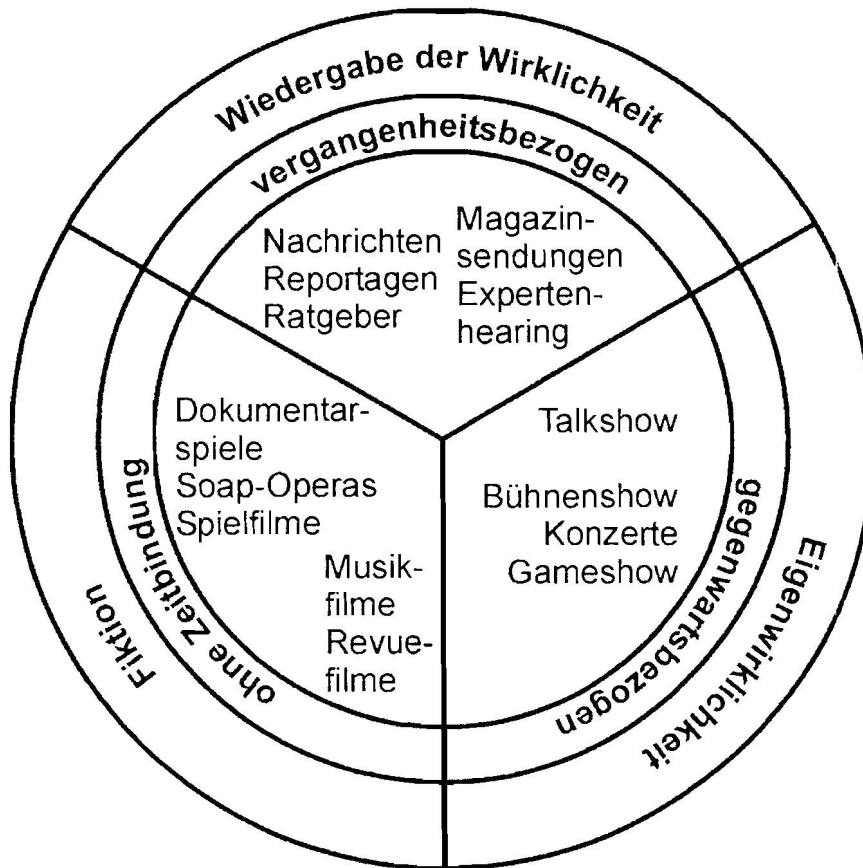 Wiedergabe der Wirklichkeit
vergangenheitsbezogen
Nachrichten
Reportagen
Ratgeber
Magazin-
sendungen
Experten-
hearing
Dokumentar-
spiele
Soap-Operas
Spielfilme
Musik-
filme
Revue-
filme
ohne Zeitbindung
Fiktion
Talkshow
Bühnenshow
Konzerte
Gameshow
gegenwartsbezogen
Eigenwirklichkeit